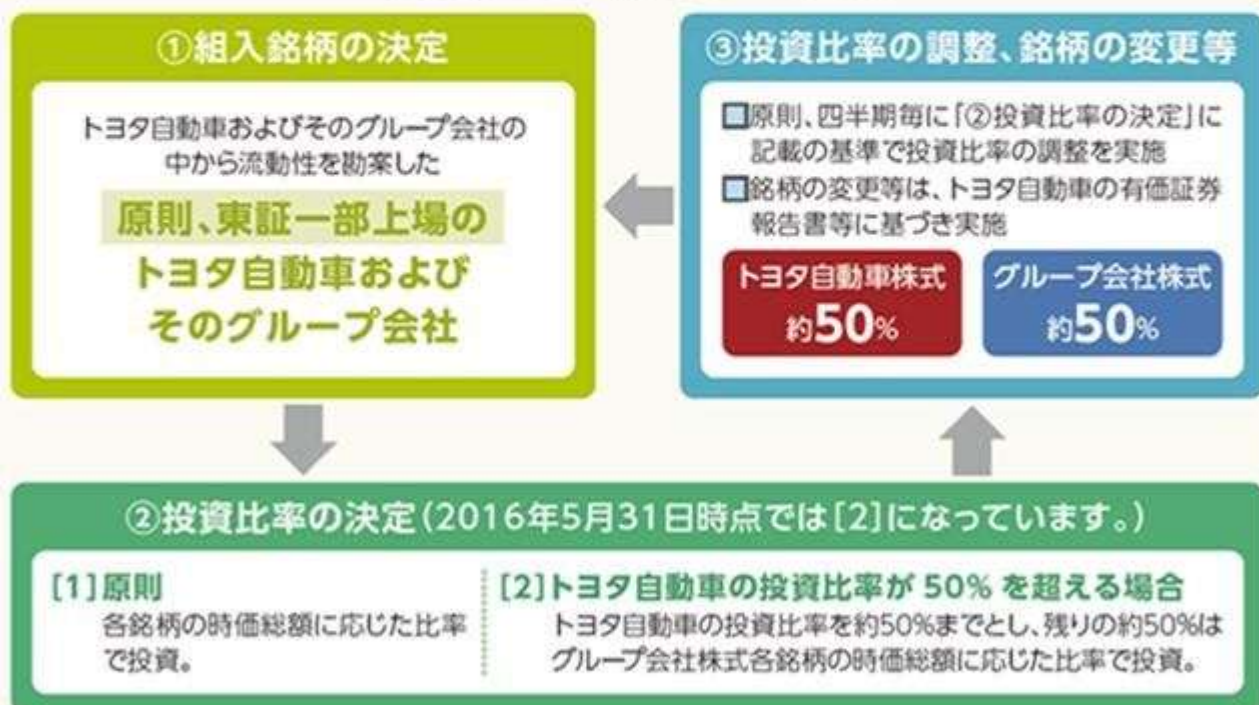 ①組入銘柄の決定
トヨタ自動車およびそのグループ会社の
中から流動性を勘案した
原則、東証一部上場の
トヨタ自動車および
そのグループ会社
②投資比率の決定(2016年5月31日時点では[2]になっています。)
[1]原則
各銘柄の時価総額に応じた比率
で投資。
[2]トヨタ自動車の投資比率が 50% を超える場合
トヨタ自動車の投資比率を約50%までとし、残りの約50%は
グループ会社株式各銘柄の時価総額に応じた比率で投資。
③投資比率の調整、銘柄の変更等
□原則、四半期毎に「②投資比率の決定」に
記載の基準で投資比率の調整を実施
□銘柄の変更等は、トヨタ自動車の有価証券
報告書等に基づき実施
トヨタ自動車株式
約50%
グループ会社株式
約50%